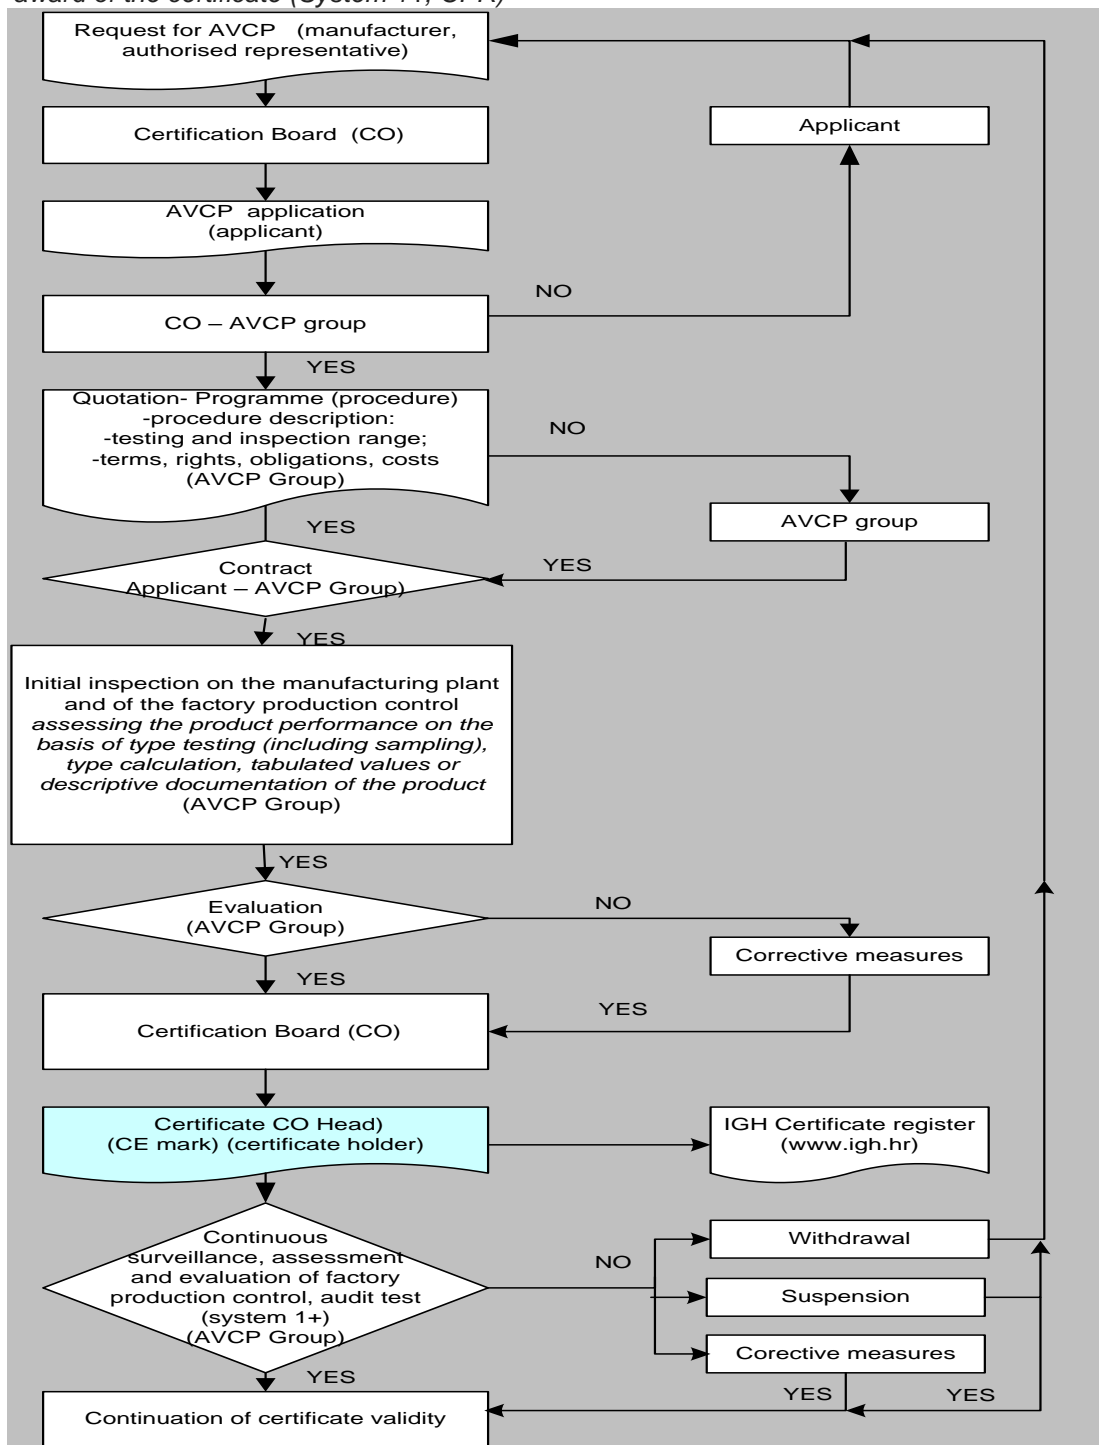 award of the certificate (System 1+, CPR)
Request for AVCP (manufacturer,
authorised representative)
Certification Board (CO)
Applicant
AVCP application
(applicant)
NO
CO – AVCP group
YES
Quotation- Programme (procedure)
-procedure description:
-testing and inspection range;
-terms, rights, obligations, costs
(AVCP Group)
NO
AVCP group
YES
Contract
Applicant – AVCP Group)
YES
YES
Initial inspection on the manufacturing plant
and of the factory production control
assessing the product performance on the
basis of type testing (including sampling),
type calculation, tabulated values or
descriptive documentation of the product
(AVCP Group)
YES
Evaluation
(AVCP Group)
NO
Corrective measures
YES
YES
Certification Board (CO)
Certificate CO Head)
(CE mark) (certificate holder)
IGH Certificate register
(www.igh.hr)
Continuous
surveillance, assessment
and evaluation of factory
production control, audit test
(system 1+)
(AVCP Group)
NO
Withdrawal
Suspension
Corective measures
YES
YES
YES
Continuation of certificate validity